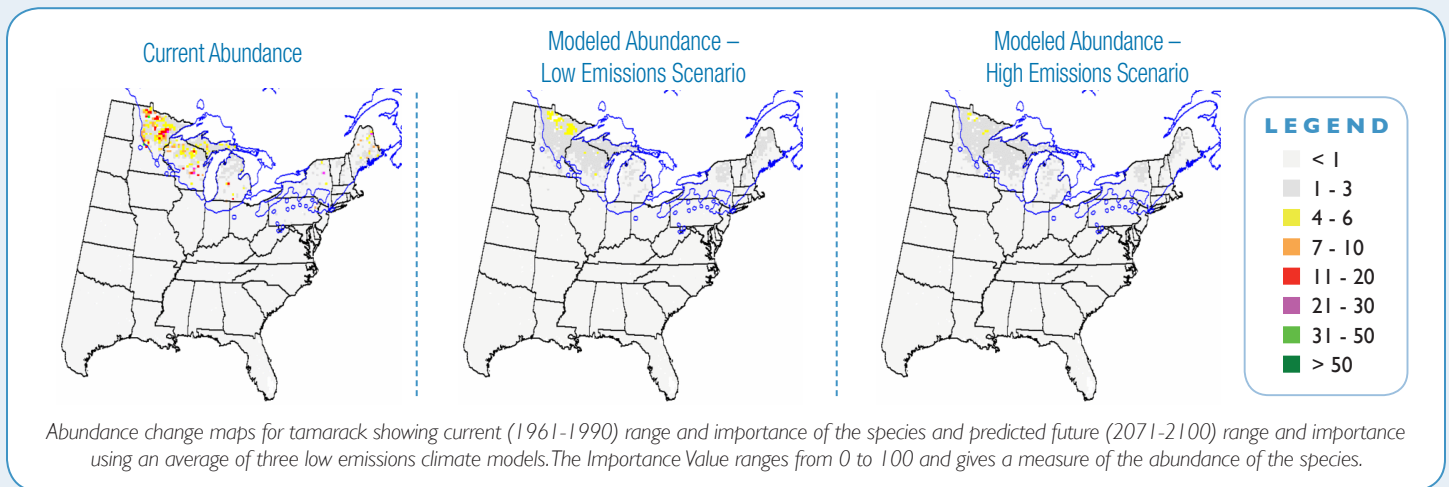 Current Abundance
Modeled Abundance –
Low Emissions Scenario
Modeled Abundance –
High Emissions Scenario
LEGEND
< 1
1 - 3
4 - 6
7 - 10
11 - 20
21 - 30
31 - 50
> 50
Abundance change maps for tamarack showing current (1961-1990) range and importance of the species and predicted future (2071-2100) range and importance
using an average of three low emissions climate models. The Importance Value ranges from 0 to 100 and gives a measure of the abundance of the species.